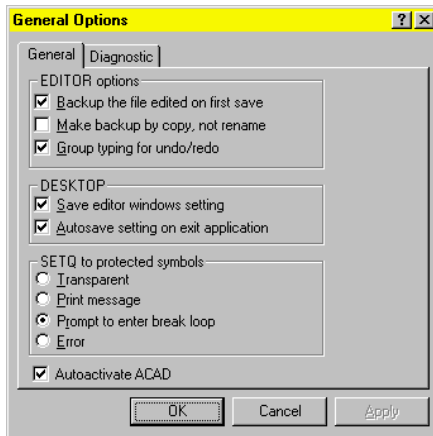 General Options
? X
General Diagnostic
EDITOR options
Backup the file edited on first save
Make backup by copy, not rename
Group typing for undo/redo
DESKTOP
Save editor windows setting
Autosave setting on exit application
SETQ to protected symbols
Transparent
Print message
Prompt to enter break loop
Error
Autoactivate ACAD
OK Cancel Apply